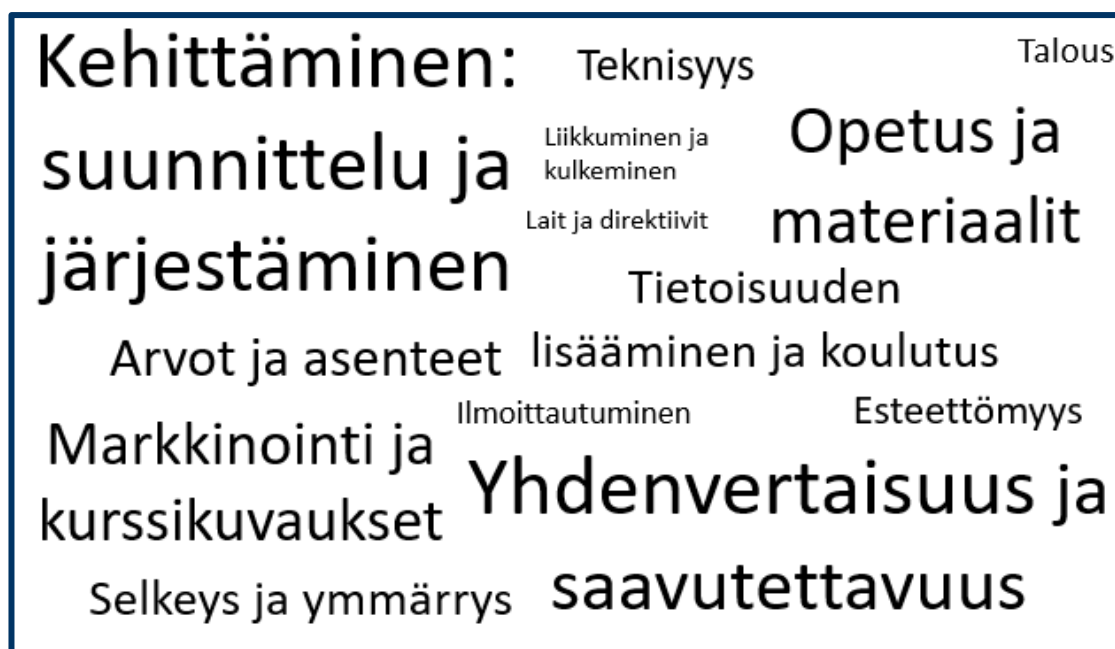 Kehittäminen:
suunnittelu ja
järjestäminen
Teknisyys
Talous
Liikkuminen ja
kulkeminen
Opetus ja
materiaalit
Lait ja direktiivit
Tietoisuuden
lisääminen ja koulutus
Arvot ja asenteet
Ilmoittautuminen
Esteettömyys
Markkinointi ja
kurssikuvaukset
Yhdenvertaisuus ja
saavutettavuus
Selkeys ja ymmärrys